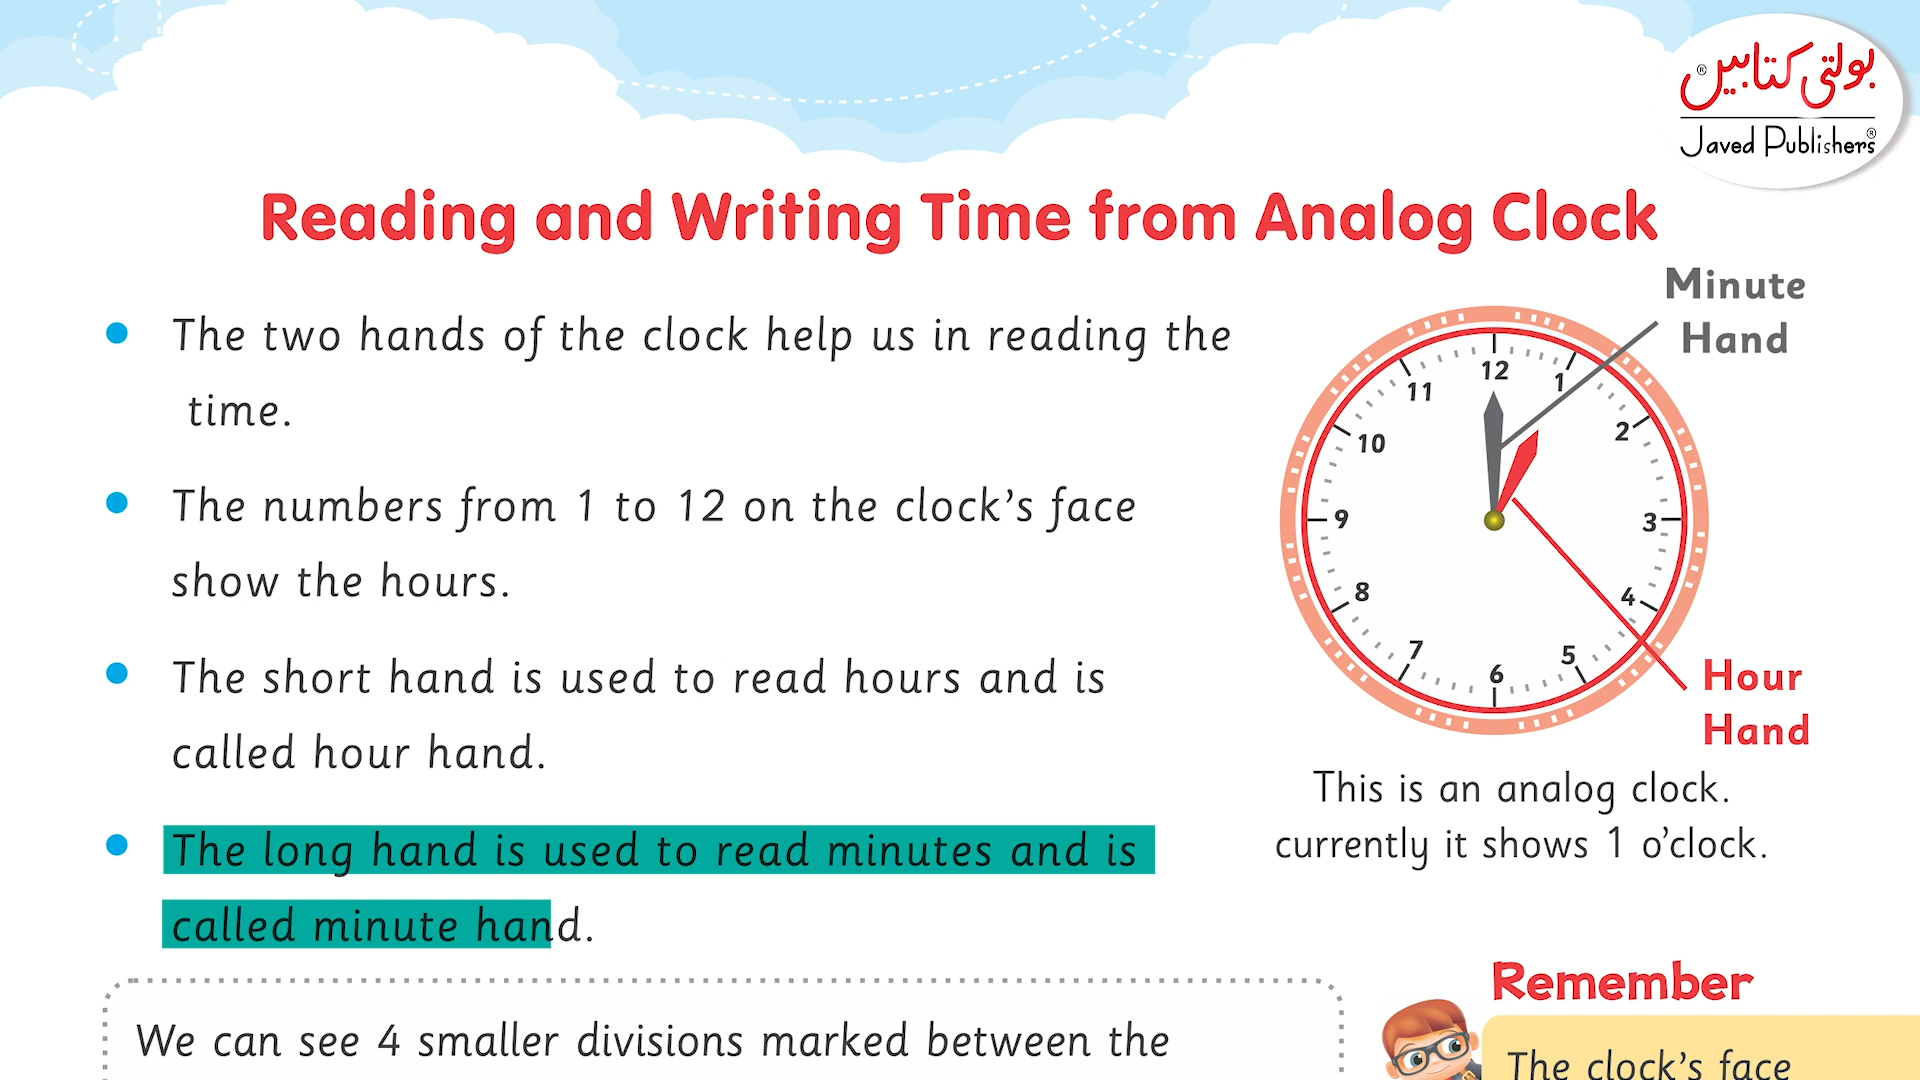 بولتی کتابیں
Javed Publishers
Reading and Writing Time from Analog Clock
The two hands of the clock help us in reading the
time.
The numbers from 1 to 12 on the clock’s face
show the hours.
The short hand is used to read hours and is
called hour hand.
The long hand is used to read minutes and is
called minute hand.
Minute
Hand
12
1
2
3
4
5
6
7
8
9
10
11
Hour
Hand
This is an analog clock.
currently it shows 1 o’clock.
We can see 4 smaller divisions marked between the
Remember
The clock’s face